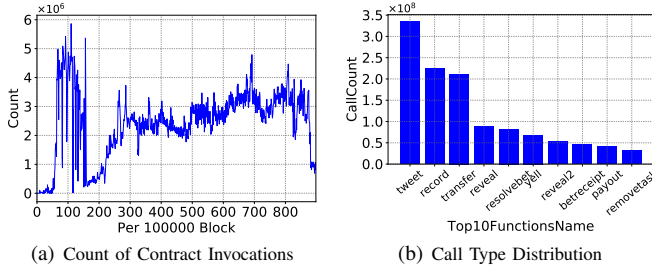 ×10⁶
6
5
4
3
2
1
0
Count
0 100 200 300 400 500 600 700 800
Per 100000 Block
(a) Count of Contract Invocations
×10⁸
3.5
3.0
2.5
2.0
1.5
1.0
0.5
0.0
CallCount
tweet
record
transfer
reveal
resolvebet
yell
reveal2
betreceipt
payout
removetask
Top10FunctionsName
(b) Call Type Distribution